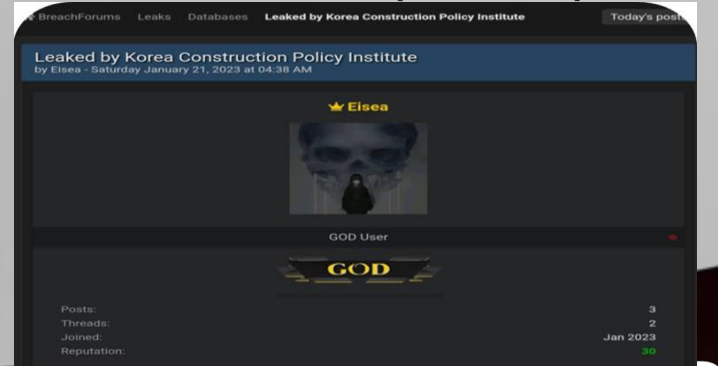 BreachForums Leaks Databases Leaked by Korea Construction Policy Institute Today's posts
Leaked by Korea Construction Policy Institute
by Eisea - Saturday January 21, 2023 at 04:38 AM
Eisea
GOD User
GOD
Posts: 3
Threads: 2
Joined: Jan 2023
Reputation: 30